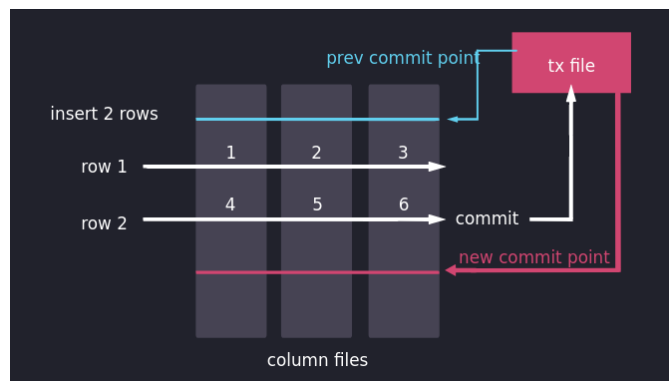 prev commit point
tx file
insert 2 rows
row 1
1 2 3
row 2
4 5 6
commit
new commit point
column files